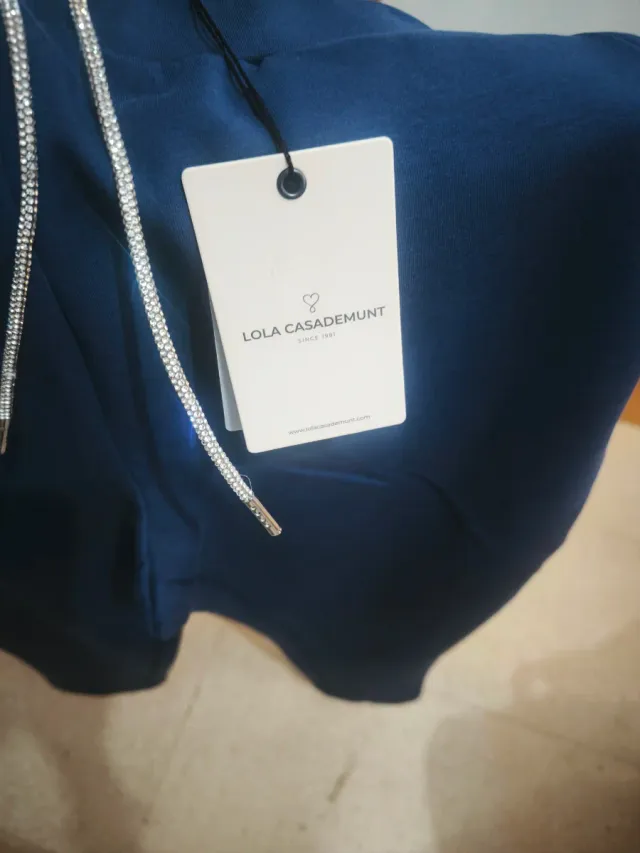 LOLA CASADEMUNT
SINCE 1981
www.lolacasademunt.com